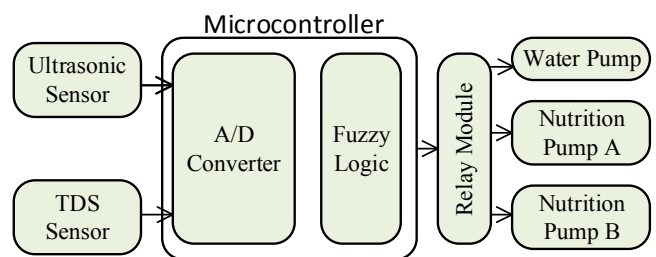 Microcontroller
Ultrasonic
Sensor
TDS
Sensor
A/D
Converter
Fuzzy
Logic
Relay Module
Water Pump
Nutrition
Pump A
Nutrition
Pump B